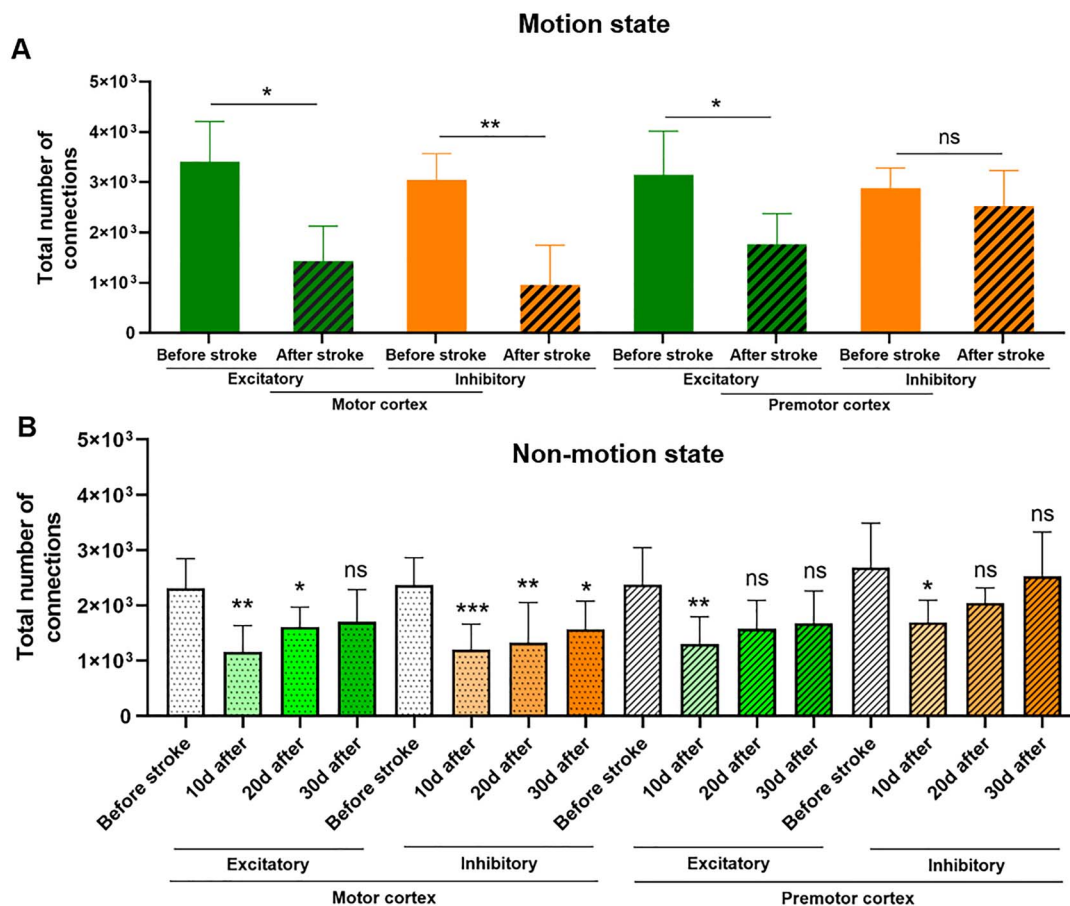 Motion state
A
Total number of
connections
5×10³
4×10³
3×10³
2×10³
1×10³
0
*
**
*
ns
Before stroke After stroke Before stroke After stroke Before stroke After stroke Before stroke After stroke
Excitatory Inhibitory Excitatory Inhibitory
Motor cortex Premotor cortex
B
Non-motion state
Total number of
connections
5×10³
4×10³
3×10³
2×10³
1×10³
0
** * ns *** ** * ** ns ns * ns ns
Before stroke 10d after 20d after 30d after Before stroke 10d after 20d after 30d after Before stroke 10d after 20d after 30d after Before stroke 10d after 20d after 30d after
Excitatory Inhibitory Excitatory Inhibitory
Motor cortex Premotor cortex